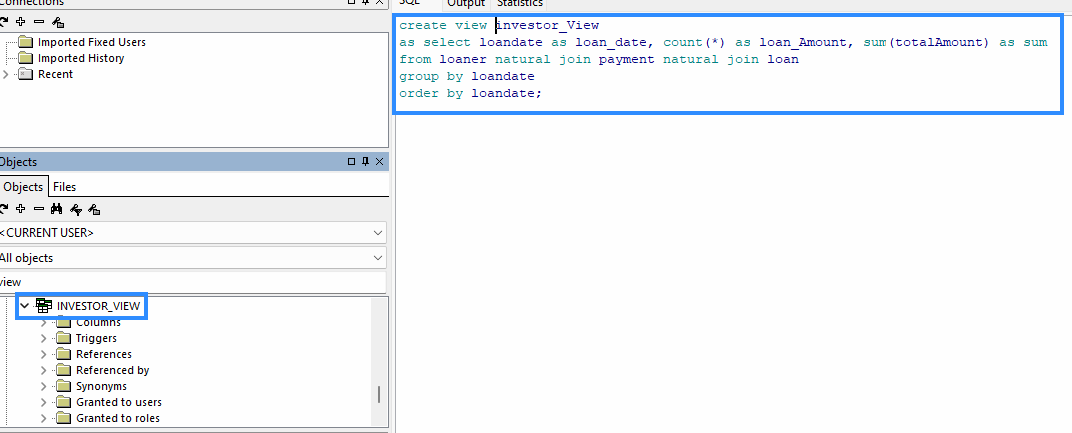 Connections
Imported Fixed Users
Imported History
Recent
Objects
Objects Files
<CURRENT USER>
All objects
view
INVESTOR_VIEW
Columns
Triggers
References
Referenced by
Synonyms
Granted to users
Granted to roles
SQL Output Statistics
create view investor_View
as select loandate as loan_date, count(*) as loan_Amount, sum(totalAmount) as sum
from loaner natural join payment natural join loan
group by loandate
order by loandate;